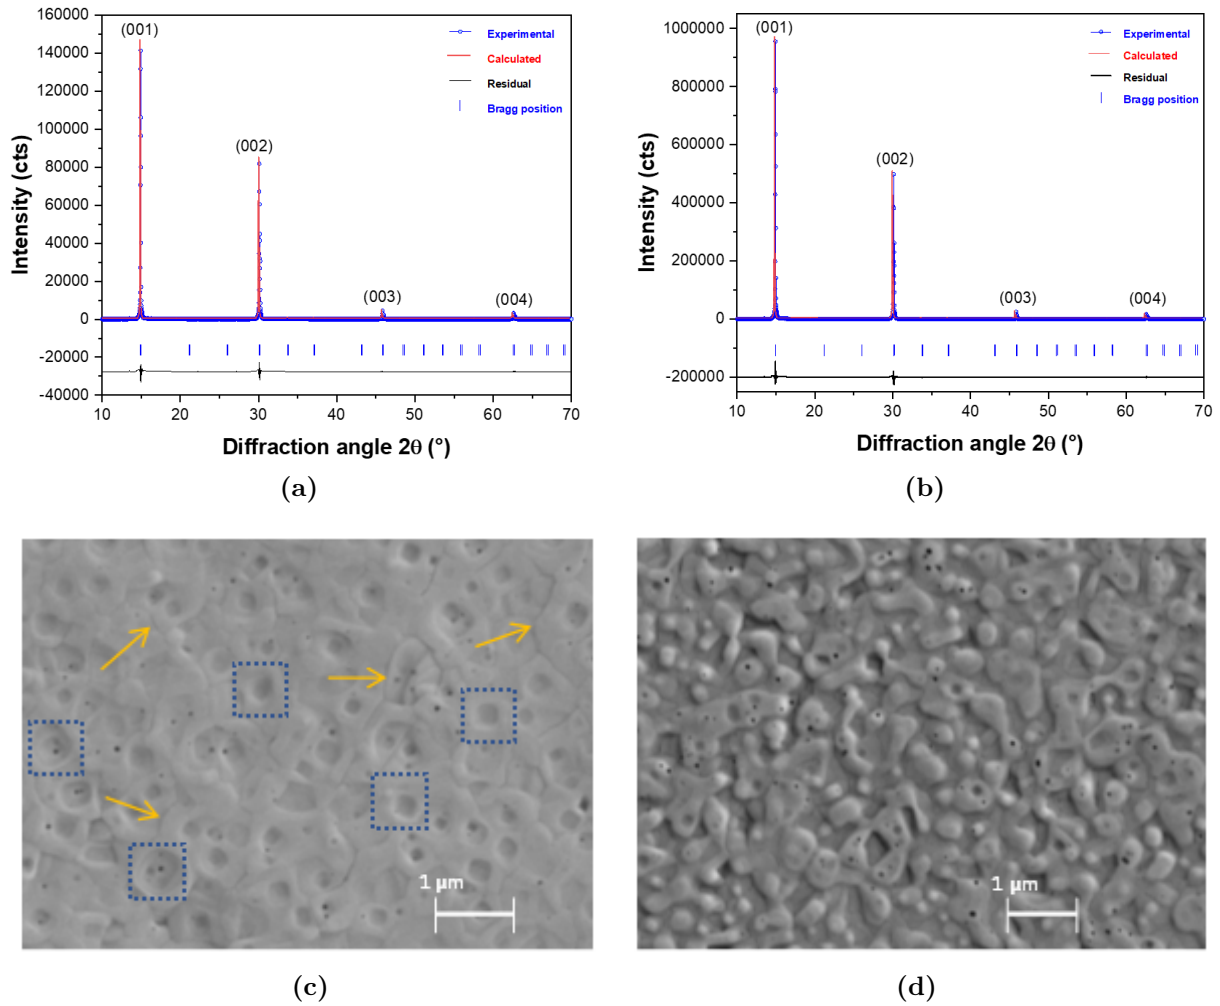 160000
140000
120000
100000
80000
60000
40000
20000
0
-20000
-40000
Intensity (cts)
(001)
(002)
(003)
(004)
Experimental
Calculated
Residual
Bragg position
10 20 30 40 50 60 70
Diffraction angle 2θ (°)
(a)
1000000
800000
600000
400000
200000
0
-200000
Intensity (cts)
(001)
(002)
(003)
(004)
Experimental
Calculated
Residual
Bragg position
10 20 30 40 50 60 70
Diffraction angle 2θ (°)
(b)
1 μm
(c)
1 μm
(d)